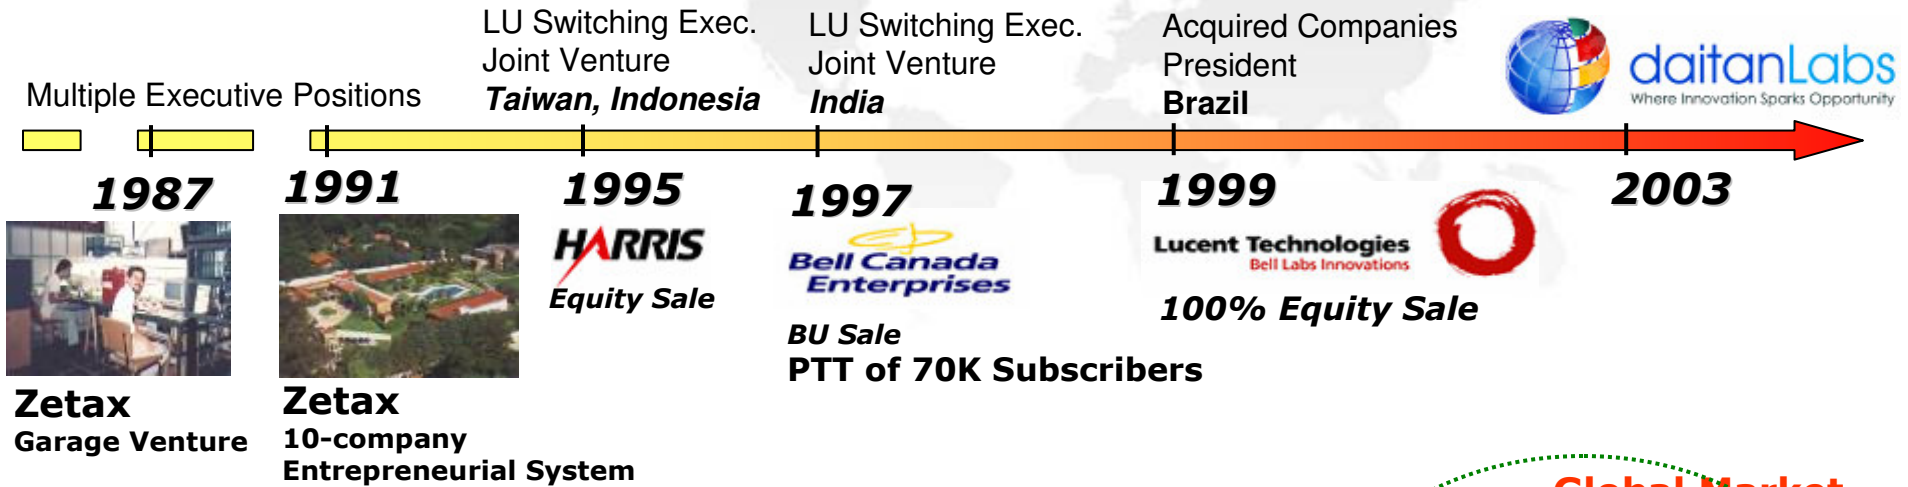 Multiple Executive Positions
LU Switching Exec.
Joint Venture
Taiwan, Indonesia
LU Switching Exec.
Joint Venture
India
Acquired Companies
President
Brazil
daitanLabs
Where Innovation Sparks Opportunity
1987
1991
1995
1997
1999
2003
Zetax
Garage Venture
Zetax
10-company
Entrepreneurial System
HARRIS
Equity Sale
Bell Canada
Enterprises
BU Sale
PTT of 70K Subscribers
Lucent Technologies
Bell Labs Innovations
100% Equity Sale
Global Market